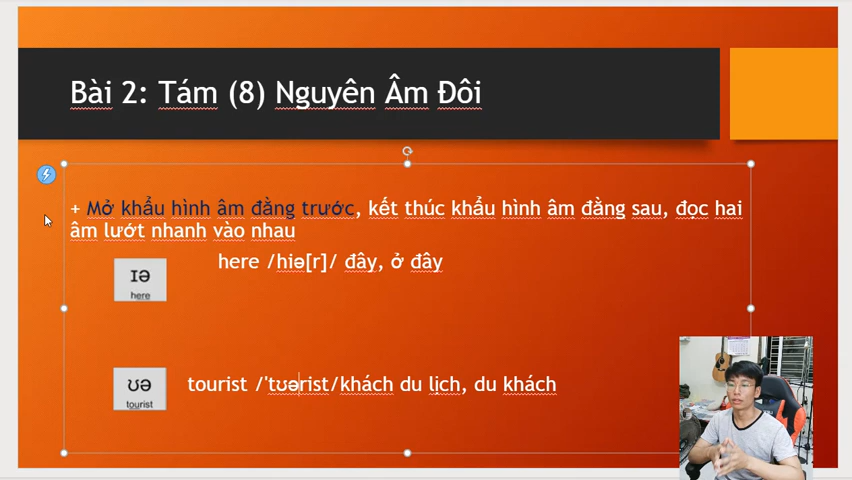 Bài 2: Tám (8) Nguyên Âm Đôi
+ Mở khẩu hình âm đằng trước, kết thúc khẩu hình âm đằng sau, đọc hai
âm lướt nhanh vào nhau
ɪə
here
here /hiə[r]/ đây, ở đây
ʊə
tourist
tourist /'tʊərist/khách du lịch, du khách